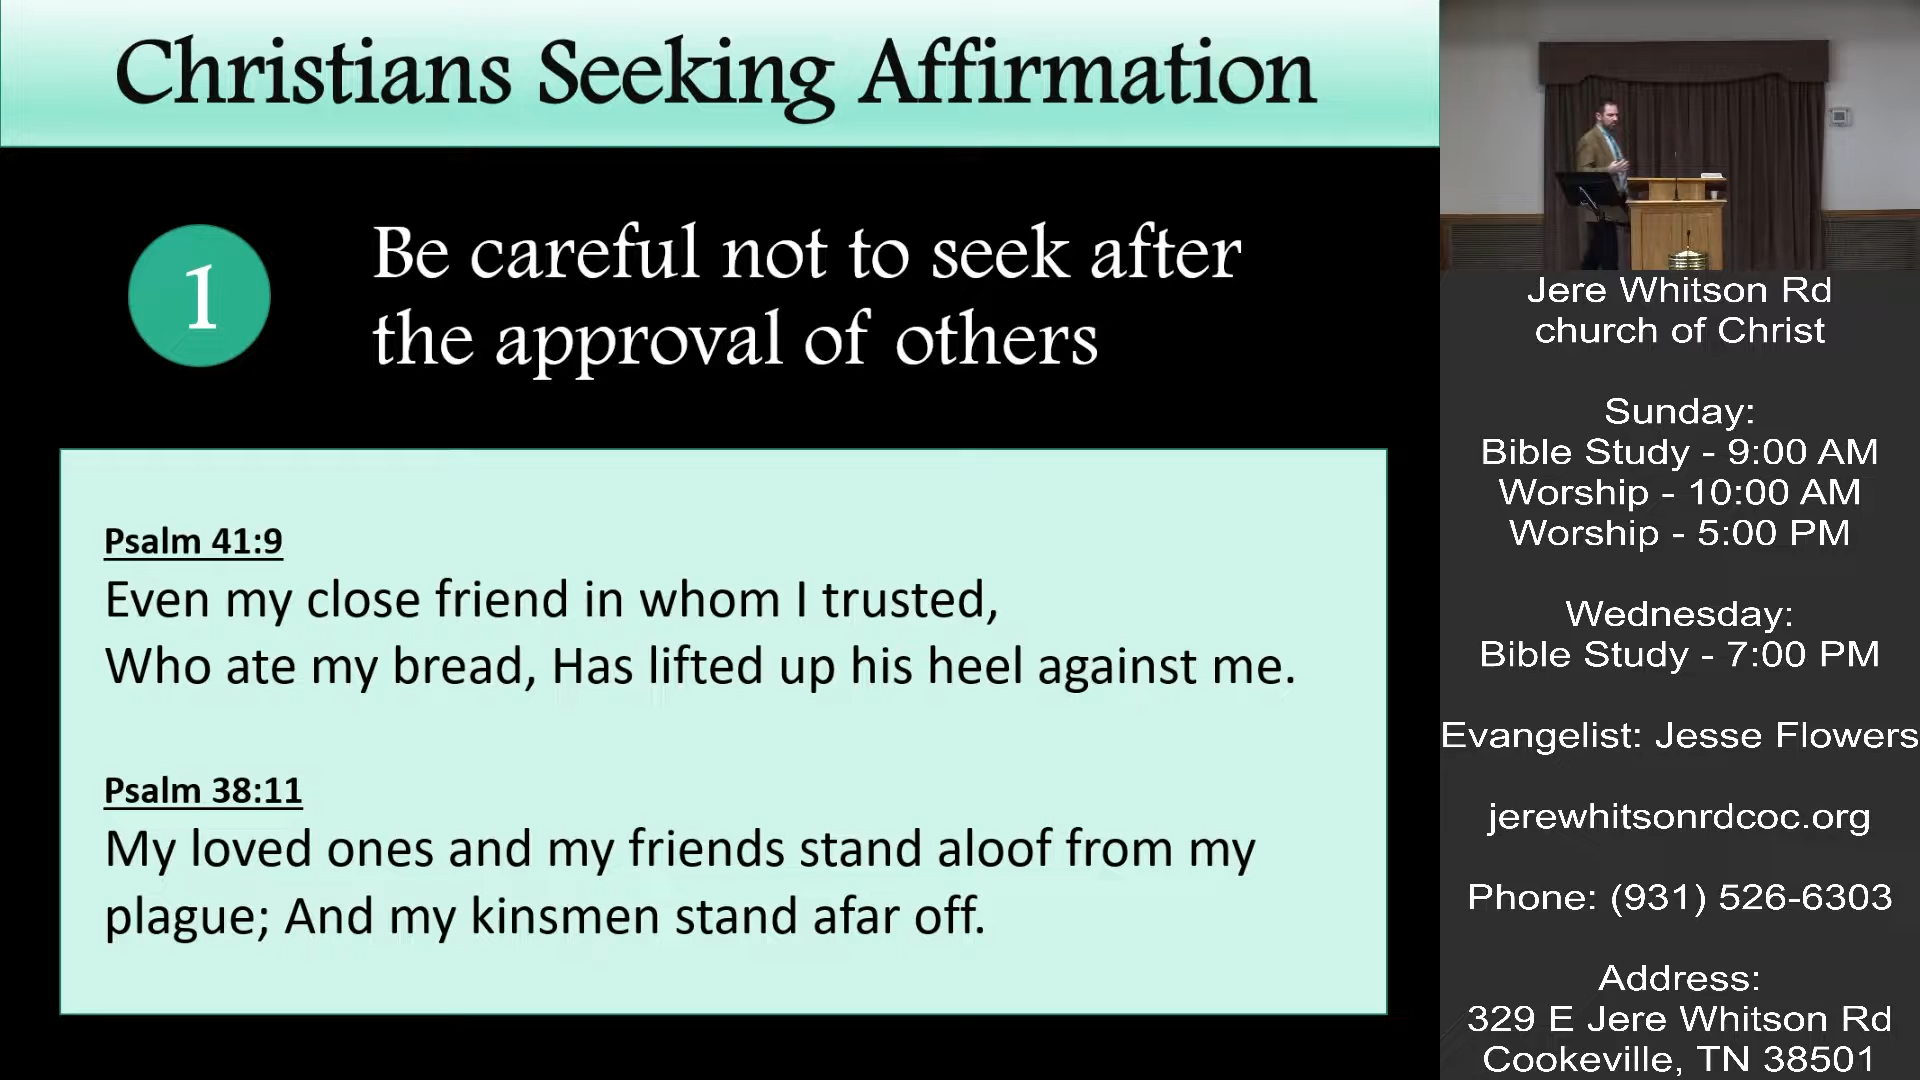 Christians Seeking Affirmation
1
Be careful not to seek after
the approval of others
Psalm 41:9
Even my close friend in whom I trusted,
Who ate my bread, Has lifted up his heel against me.
Psalm 38:11
My loved ones and my friends stand aloof from my
plague; And my kinsmen stand afar off.
Jere Whitson Rd
church of Christ
Sunday:
Bible Study - 9:00 AM
Worship - 10:00 AM
Worship - 5:00 PM
Wednesday:
Bible Study - 7:00 PM
Evangelist: Jesse Flowers
jerewhitsonrdcoc.org
Phone: (931) 526-6303
Address:
329 E Jere Whitson Rd
Cookeville, TN 38501